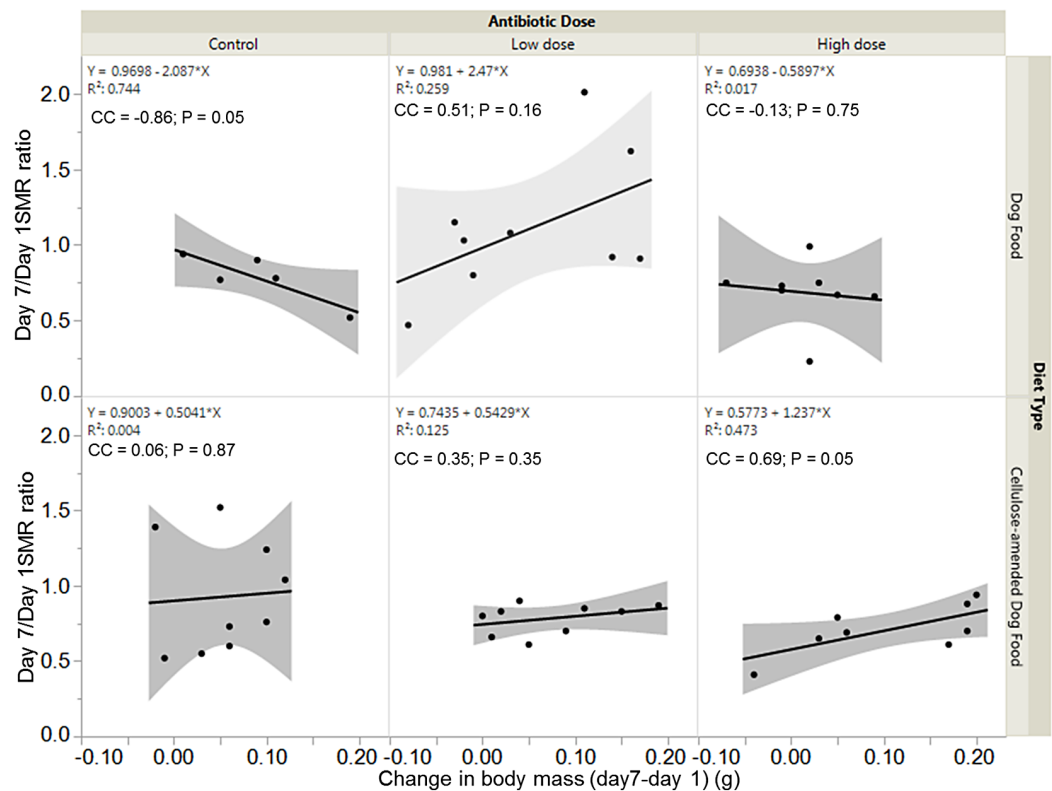 Antibiotic Dose
Control
Low dose
High dose
Y = 0.9698 - 2.087*X
R²: 0.744
CC = -0.86; P = 0.05
Y = 0.981 + 2.47*X
R²: 0.259
CC = 0.51; P = 0.16
Y = 0.6938 - 0.5897*X
R²: 0.017
CC = -0.13; P = 0.75
2.0
1.5
1.0
0.5
0.0
Day 7/Day 1SMR ratio
Dog Food
Diet Type
Y = 0.9003 + 0.5041*X
R²: 0.004
CC = 0.06; P = 0.87
Y = 0.7435 + 0.5429*X
R²: 0.125
CC = 0.35; P = 0.35
Y = 0.5773 + 1.237*X
R²: 0.473
CC = 0.69; P = 0.05
2.0
1.5
1.0
0.5
0.0
Day 7/Day 1SMR ratio
Cellulose-amended Dog Food
-0.10 0.00 0.10 0.20 -0.10 0.00 0.10 0.20 -0.10 0.00 0.10 0.20
Change in body mass (day7-day 1) (g)